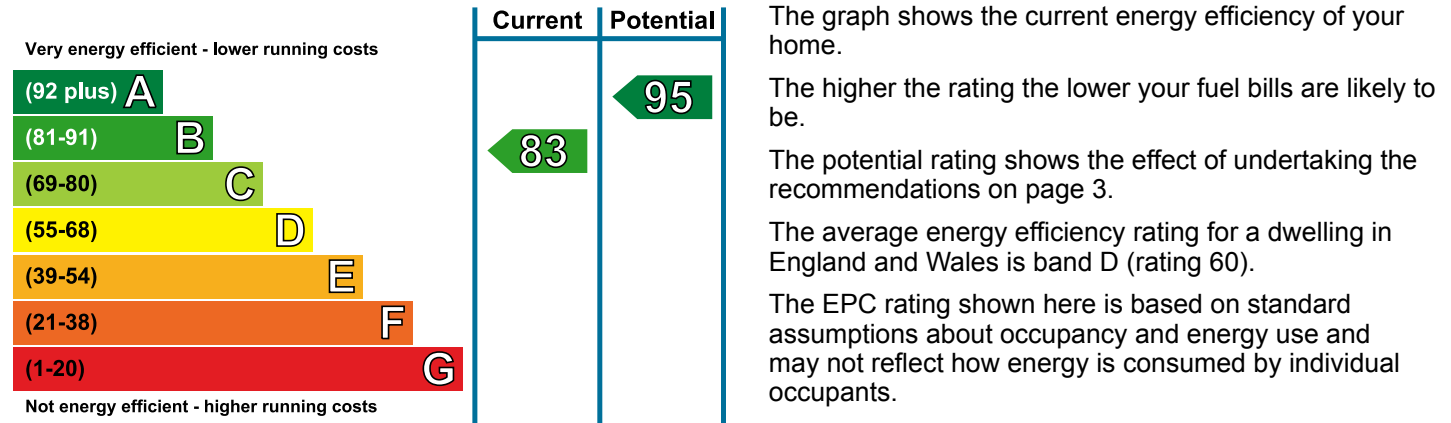 Current Potential
Very energy efficient - lower running costs
(92 plus) A
95
(81-91) B
83
(69-80) C
(55-68) D
(39-54) E
(21-38) F
(1-20) G
Not energy efficient - higher running costs
The graph shows the current energy efficiency of your
home.
The higher the rating the lower your fuel bills are likely to
be.
The potential rating shows the effect of undertaking the
recommendations on page 3.
The average energy efficiency rating for a dwelling in
England and Wales is band D (rating 60).
The EPC rating shown here is based on standard
assumptions about occupancy and energy use and
may not reflect how energy is consumed by individual
occupants.